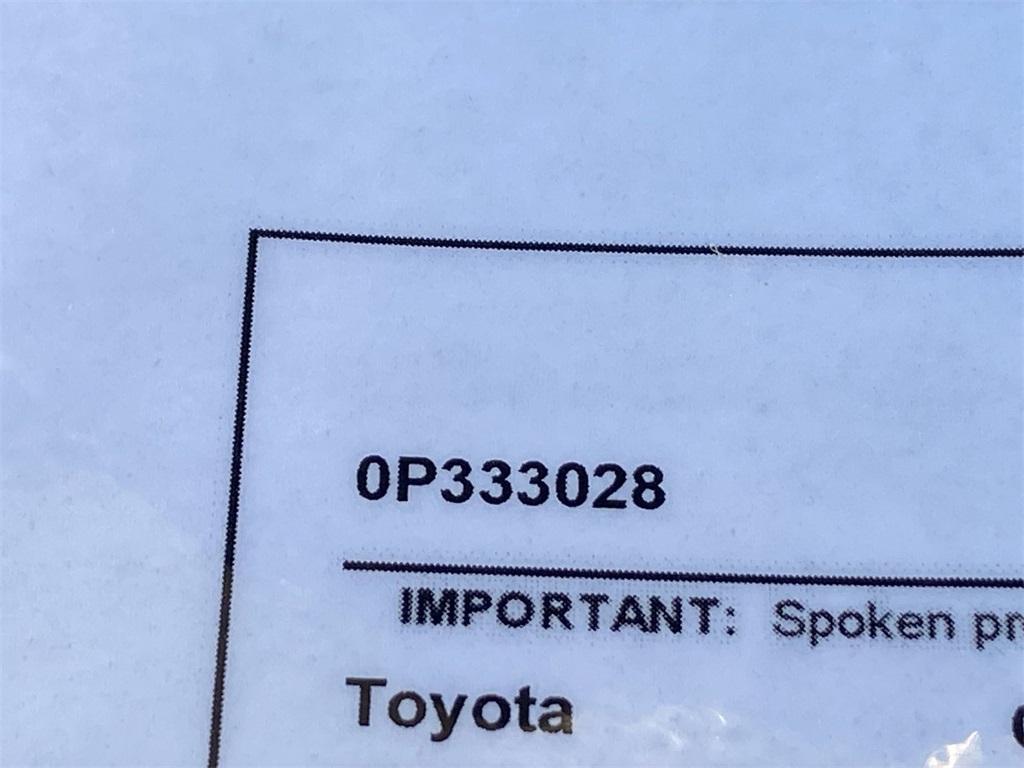 0P333028
IMPORTANT: Spoken
Toyota